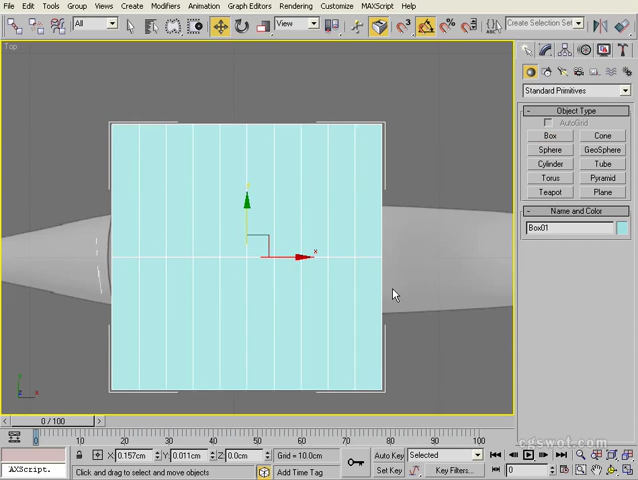 File Edit Tools Group Views Create Modifiers Animation Graph Editors Rendering Customize MAXScript Help
All View Create Selection Set
Top
Standard Primitives
- Object Type
AutoGrid
Box Cone
Sphere GeoSphere
Cylinder Tube
Torus Pyramid
Teapot Plane
- Name and Color
Box01
x
y
z x
0 / 100
0 10 20 30 40 50 60 70 80 90 100
cgswot.com
X: 0.157cm Y: 0.011cm Z: 0.0cm Grid = 10.0cm Auto Key Selected
AXScript. Click and drag to select and move objects Add Time Tag Set Key Key Filters... 0